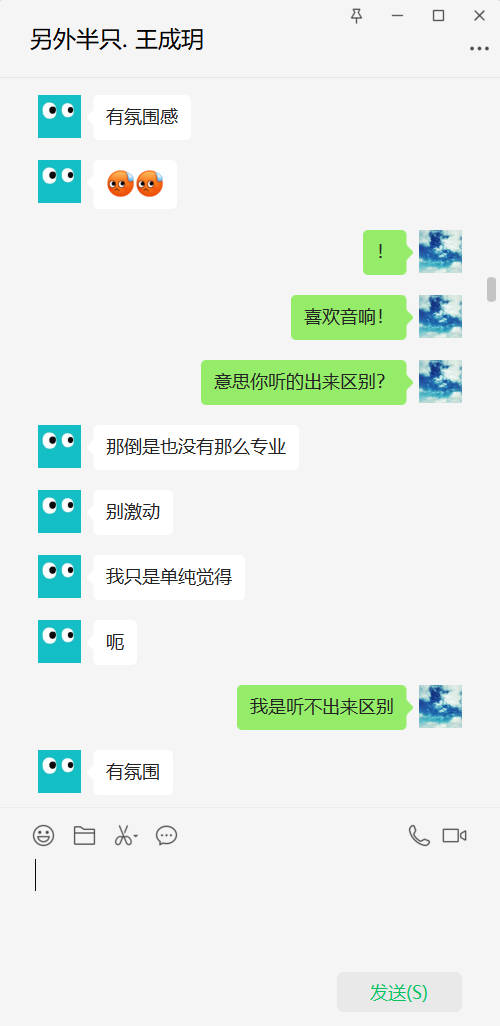 另外半只. 王成玥
有氛围感
！
喜欢音响！
意思你听的出来区别？
那倒是也没有那么专业
别激动
我只是单纯觉得
呃
我是听不出来区别
有氛围
发送(S)